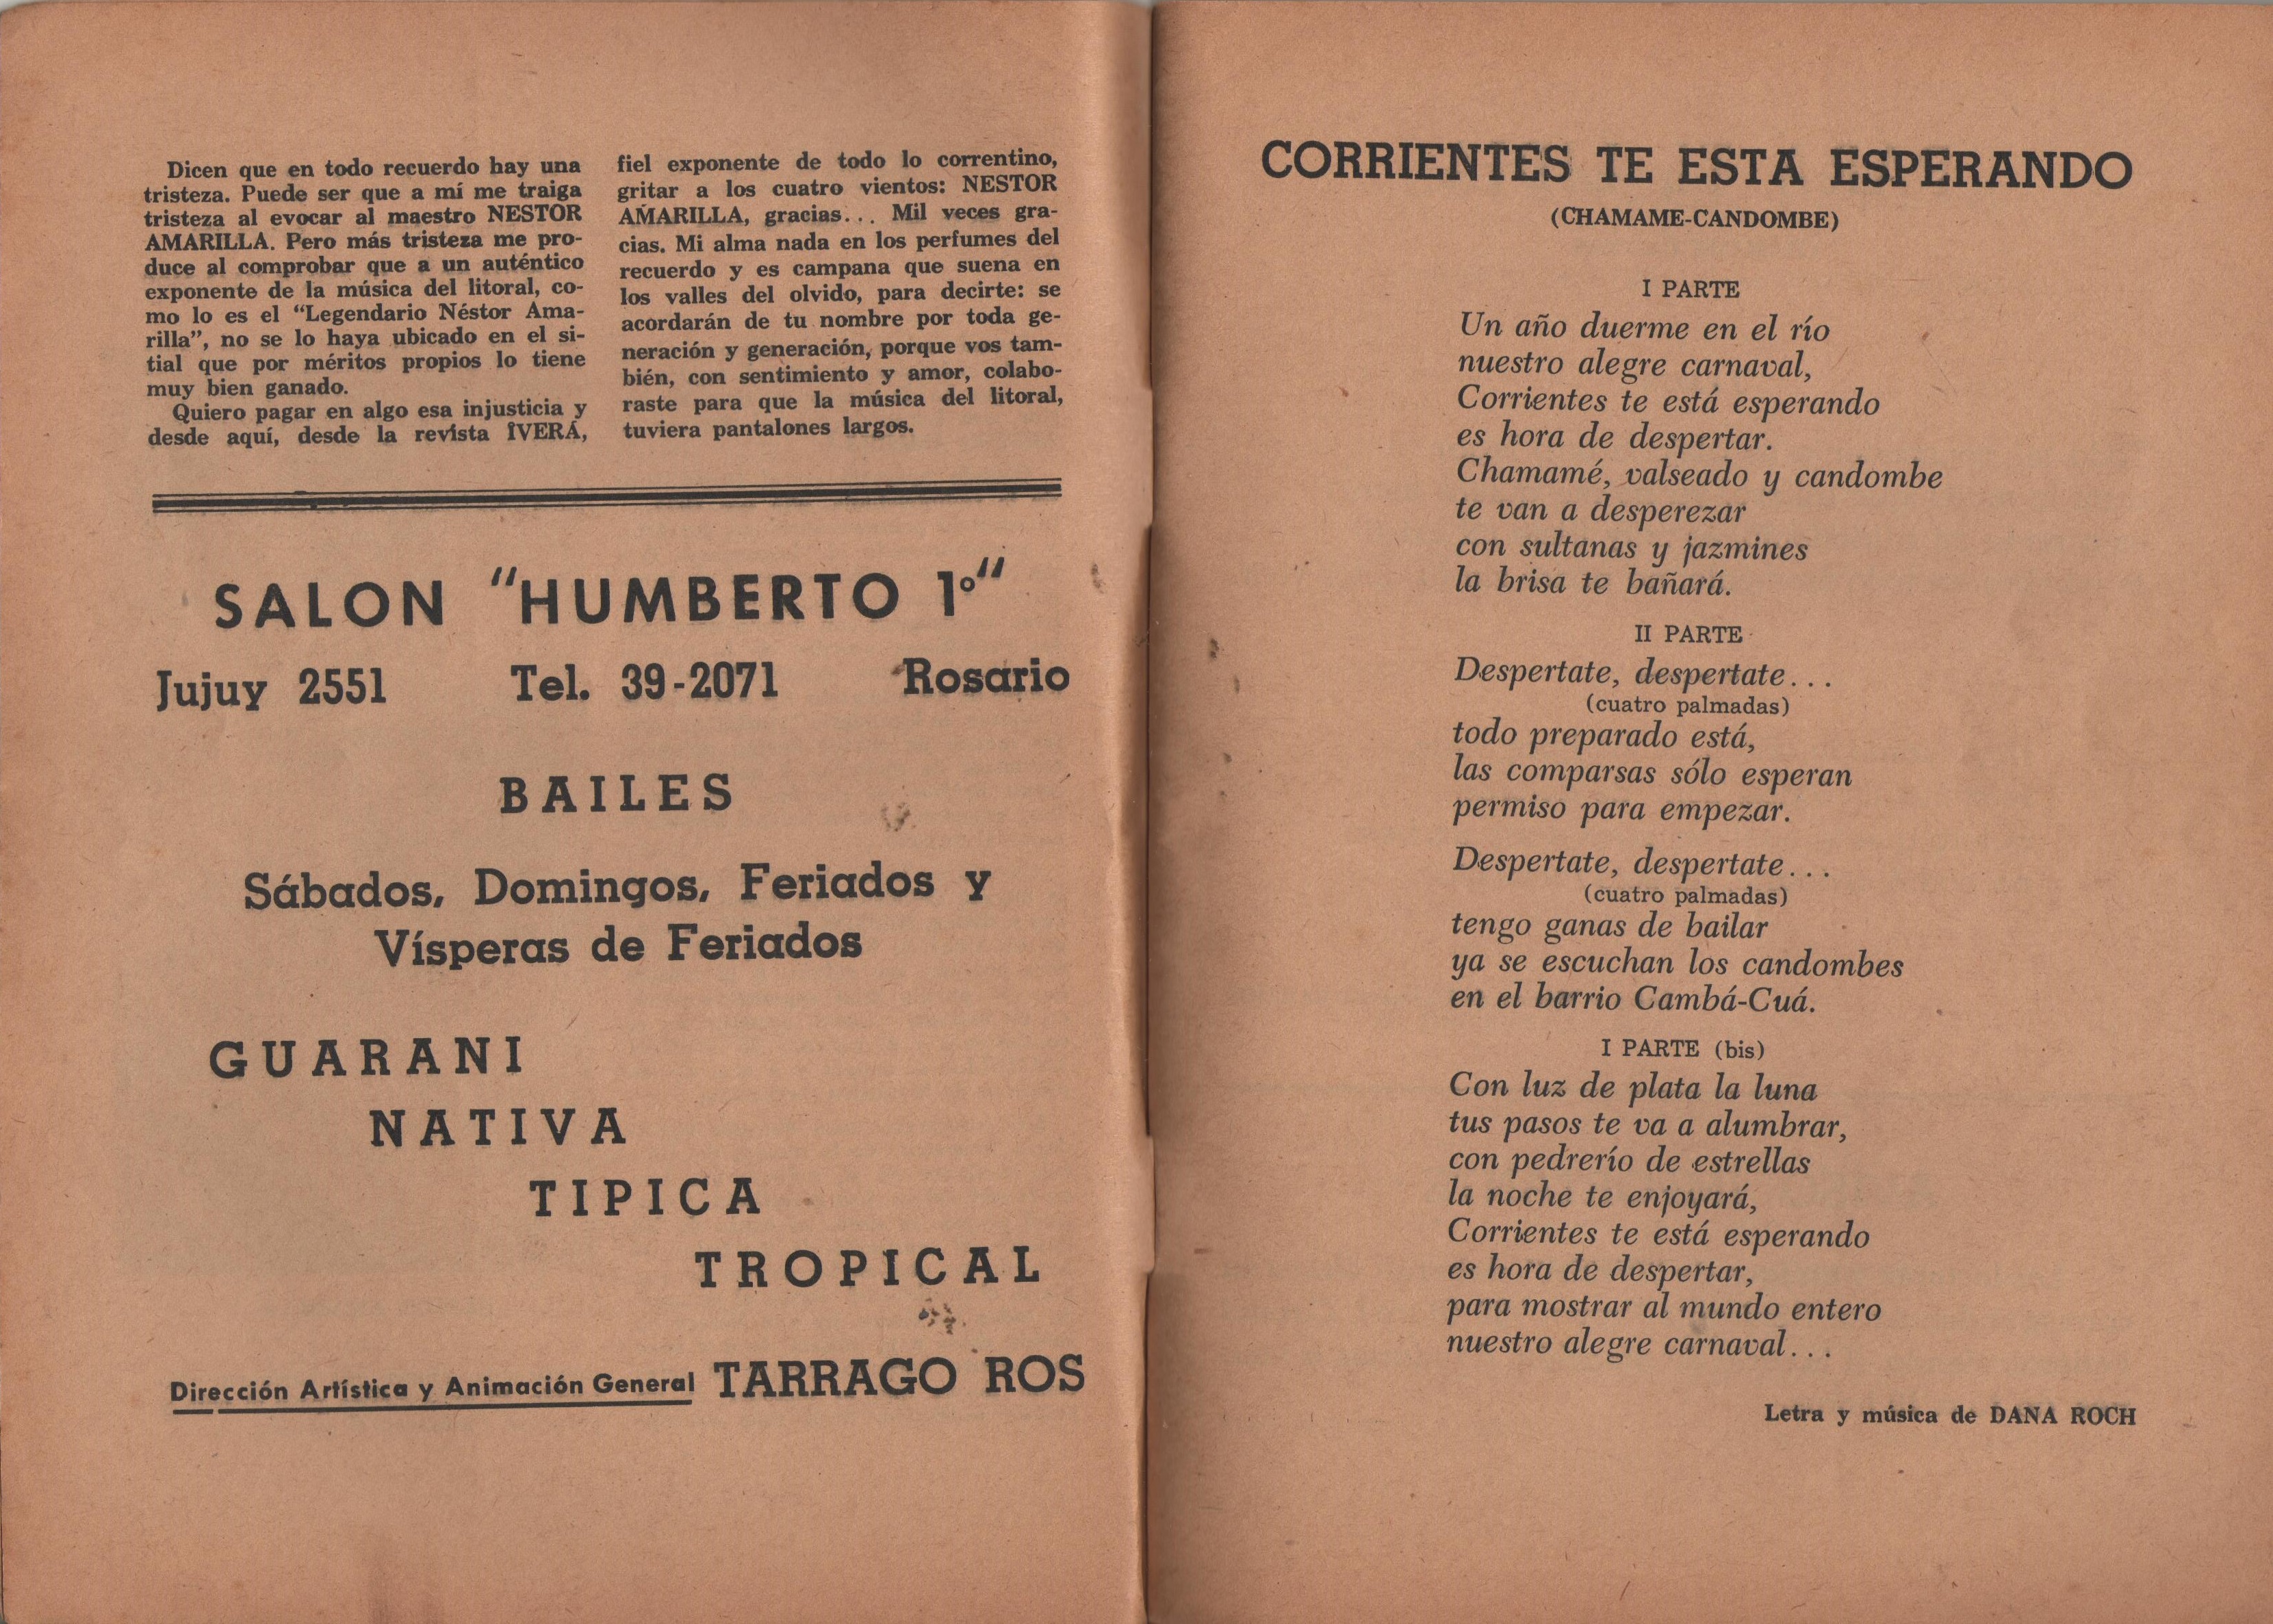 Dicen que en todo recuerdo hay una
tristeza. Puede ser que a mí me traiga
tristeza al evocar al maestro NESTOR
AMARILLA. Pero más tristeza me pro-
duce al comprobar que a un auténtico
exponente de la música del litoral, co-
mo lo es el “Legendario Néstor Ama-
rilla”, no se lo haya ubicado en el si-
tial que por méritos propios lo tiene
muy bien ganado.
Quiero pagar en algo esa injusticia y
desde aquí, desde la revista IVERÁ,
fiel exponente de todo lo correntino,
gritar a los cuatro vientos: NESTOR
AMARILLA, gracias... Mil veces gra-
cias. Mi alma nada en los perfumes del
recuerdo y es campana que suena en
los valles del olvido, para decirte: se
acordarán de tu nombre por toda ge-
neración y generación, porque vos tam-
bién, con sentimiento y amor, colabo-
raste para que la música del litoral,
tuviera pantalones largos.
SALON "HUMBERTO 1°"
Jujuy 2551 Tel. 39-2071 Rosario
BAILES
Sábados, Domingos, Feriados y
Vísperas de Feriados
GUARANI
NATIVA
TIPICA
TROPICAL
Dirección Artística y Animación General TARRAGO ROS
CORRIENTES TE ESTA ESPERANDO
(CHAMAME-CANDOMBE)
I PARTE
Un año duerme en el río
nuestro alegre carnaval,
Corrientes te está esperando
es hora de despertar.
Chamamé, valseado y candombe
te van a desperezar
con sultanas y jazmines
la brisa te bañará.
II PARTE
Despertate, despertate...
(cuatro palmadas)
todo preparado está,
las comparsas sólo esperan
permiso para empezar.
Despertate, despertate...
(cuatro palmadas)
tengo ganas de bailar
ya se escuchan los candombes
en el barrio Cambá-Cuá.
I PARTE (bis)
Con luz de plata la luna
tus pasos te va a alumbrar,
con pedrerío de estrellas
la noche te enjoyará,
Corrientes te está esperando
es hora de despertar,
para mostrar al mundo entero
nuestro alegre carnaval...
Letra y música de DANA ROCH